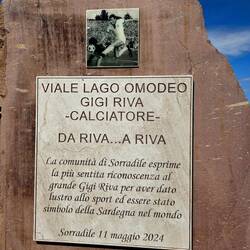 VIALE LAGO OMODEO
GIGI RIVA
-CALCIATORE-
DA RIVA...A RIVA
La comunità di Sorradile esprime
la più sentita riconoscenza al
grande Gigi Riva per aver dato
lustro allo sport ed essere stato
simbolo della Sardegna nel mondo
Sorradile 11 maggio 2024